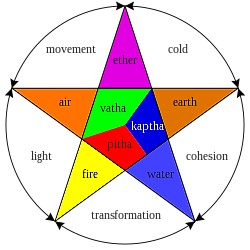 movement
cold
ether
air
vatha
earth
kaptha
pitha
light
fire
water
cohesion
transformation